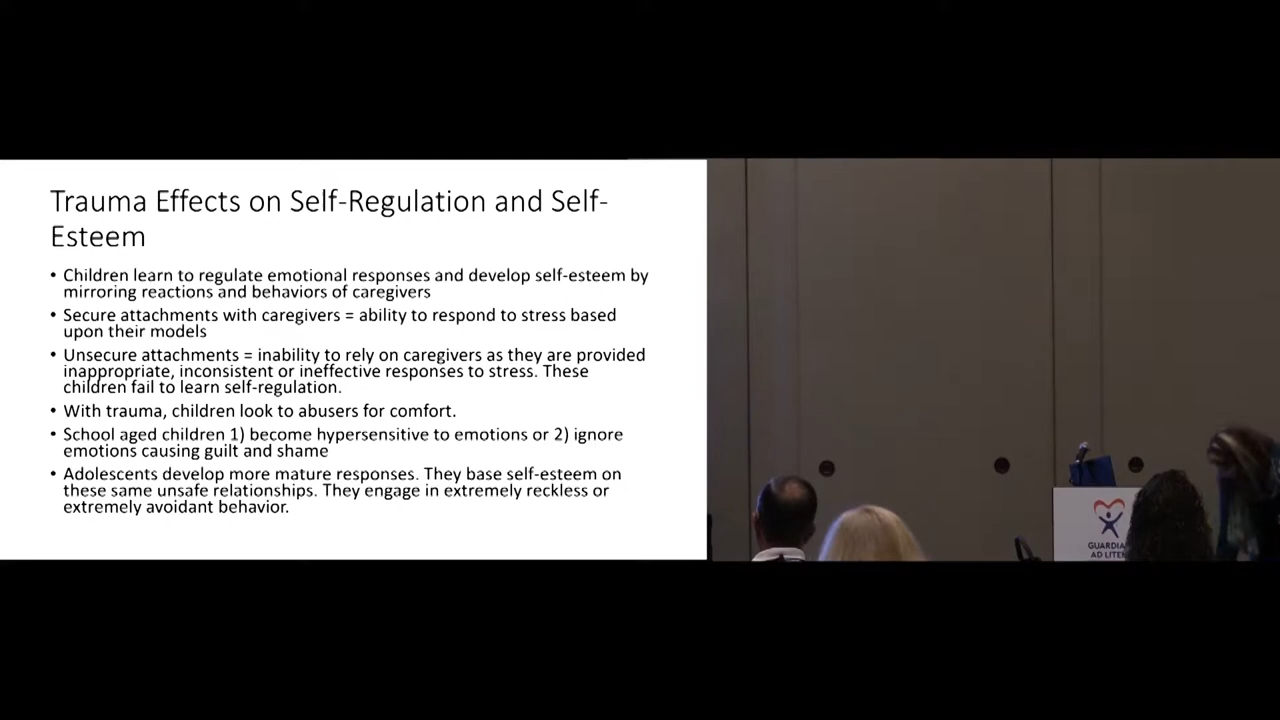 Trauma Effects on Self-Regulation and Self-
Esteem
• Children learn to regulate emotional responses and develop self-esteem by
mirroring reactions and behaviors of caregivers
• Secure attachments with caregivers = ability to respond to stress based
upon their models
• Unsecure attachments = inability to rely on caregivers as they are provided
inappropriate, inconsistent or ineffective responses to stress. These
children fail to learn self-regulation.
• With trauma, children look to abusers for comfort.
• School aged children 1) become hypersensitive to emotions or 2) ignore
emotions causing guilt and shame
• Adolescents develop more mature responses. They base self-esteem on
these same unsafe relationships. They engage in extremely reckless or
extremely avoidant behavior.
GUARDIA
AD LITEM